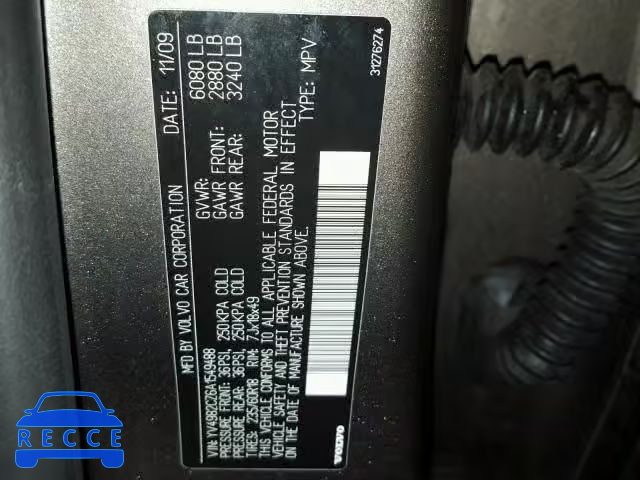 MFD. BY VOLVO CAR CORPORATION DATE: 11/09
GVWR: 6080 LB
GAWR FRONT: 2880 LB
GAWR REAR: 3240 LB
PRESSURE FRONT: 36PSI, 250KPA COLD
PRESSURE REAR: 36PSI, 250KPA COLD
TIRES: 235/60R18 RIM: 7Jx18x49
THIS VEHICLE CONFORMS TO ALL APPLICABLE FEDERAL MOTOR
VEHICLE SAFETY AND THEFT PREVENTION STANDARDS IN EFFECT
ON THE DATE OF MANUFACTURE SHOWN ABOVE.
TYPE: MPV
VOLVO
31276274
BIDHISTORY